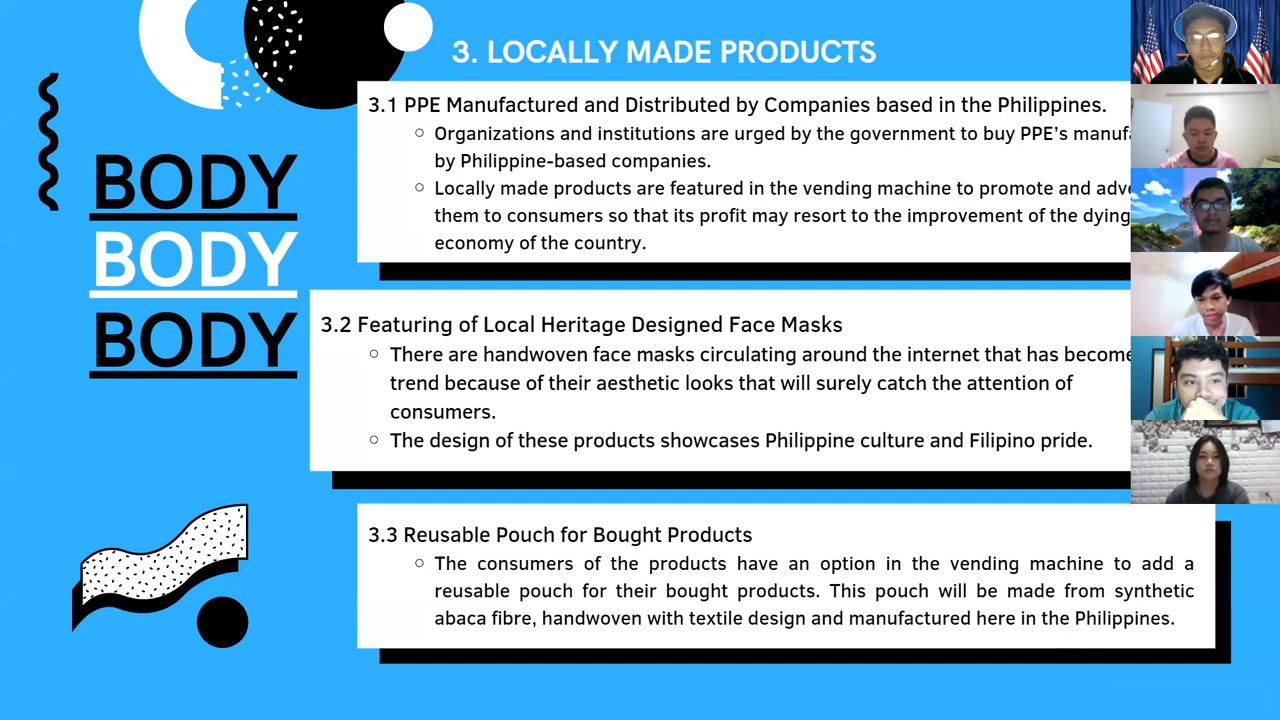 3. LOCALLY MADE PRODUCTS
3.1 PPE Manufactured and Distributed by Companies based in the Philippines.
Organizations and institutions are urged by the government to buy PPE’s
by Philippine-based companies.
Locally made products are featured in the vending machine to promote and
them to consumers so that its profit may resort to the improvement of the dying
economy of the country.
BODY
BODY
BODY
3.2 Featuring of Local Heritage Designed Face Masks
There are handwoven face masks circulating around the internet that has become
trend because of their aesthetic looks that will surely catch the attention of
consumers.
The design of these products showcases Philippine culture and Filipino pride.
3.3 Reusable Pouch for Bought Products
The consumers of the products have an option in the vending machine to add a
reusable pouch for their bought products. This pouch will be made from synthetic
abaca fibre, handwoven with textile design and manufactured here in the Philippines.